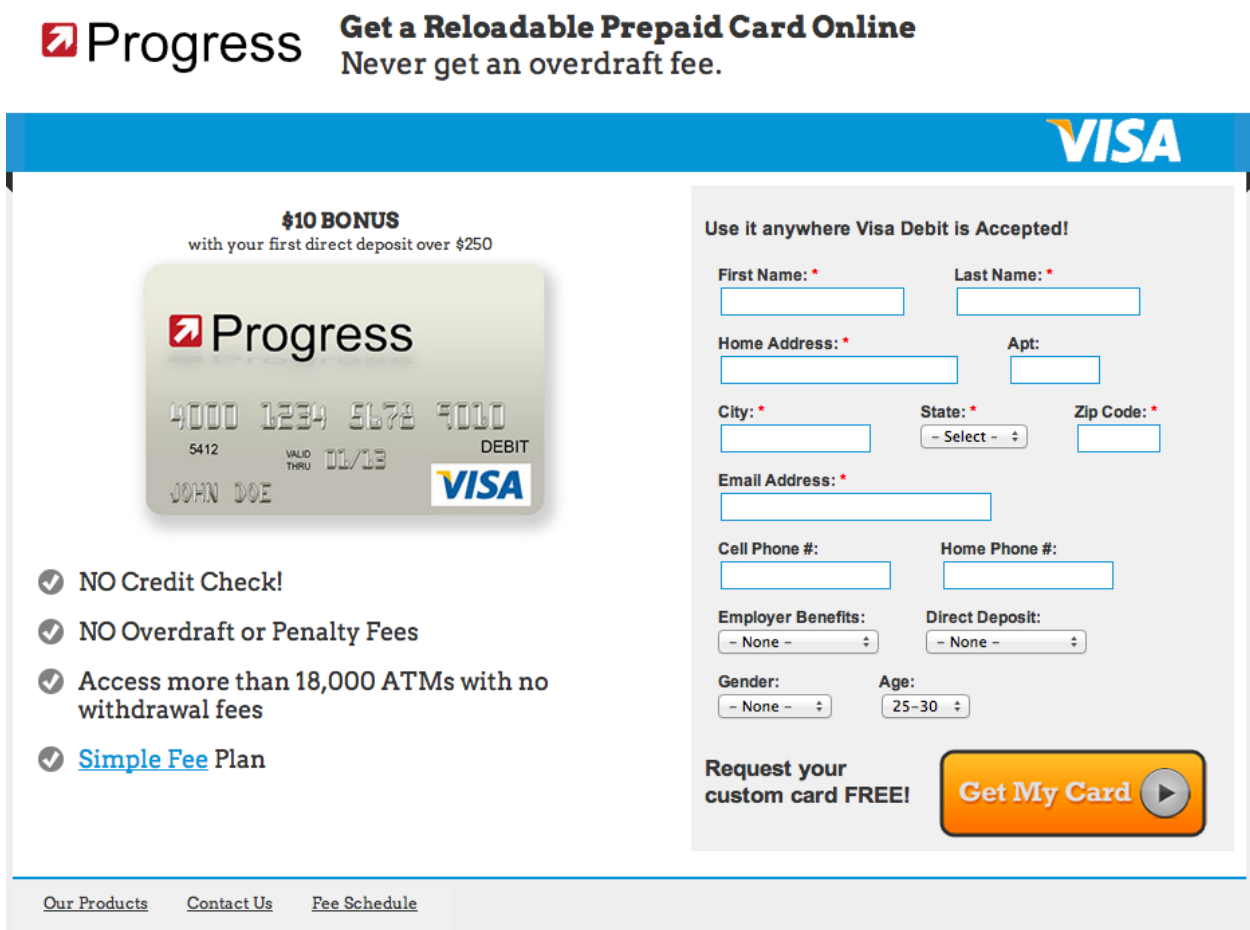 Progress
Get a Reloadable Prepaid Card Online
Never get an overdraft fee.
VISA
$10 BONUS
with your first direct deposit over $250
Progress
4000 1234 5678 9010
5412
VALID THRU 01/13
DEBIT
JOHN DOE
VISA
NO Credit Check!
NO Overdraft or Penalty Fees
Access more than 18,000 ATMs with no
withdrawal fees
Simple Fee Plan
Use it anywhere Visa Debit is Accepted!
First Name: * Last Name: *
Home Address: * Apt:
City: * State: * Zip Code: *
– Select –
Email Address: *
Cell Phone #: Home Phone #:
Employer Benefits: Direct Deposit:
– None – – None –
Gender: Age:
– None – 25–30
Request your
custom card FREE!
Get My Card
Our Products Contact Us Fee Schedule